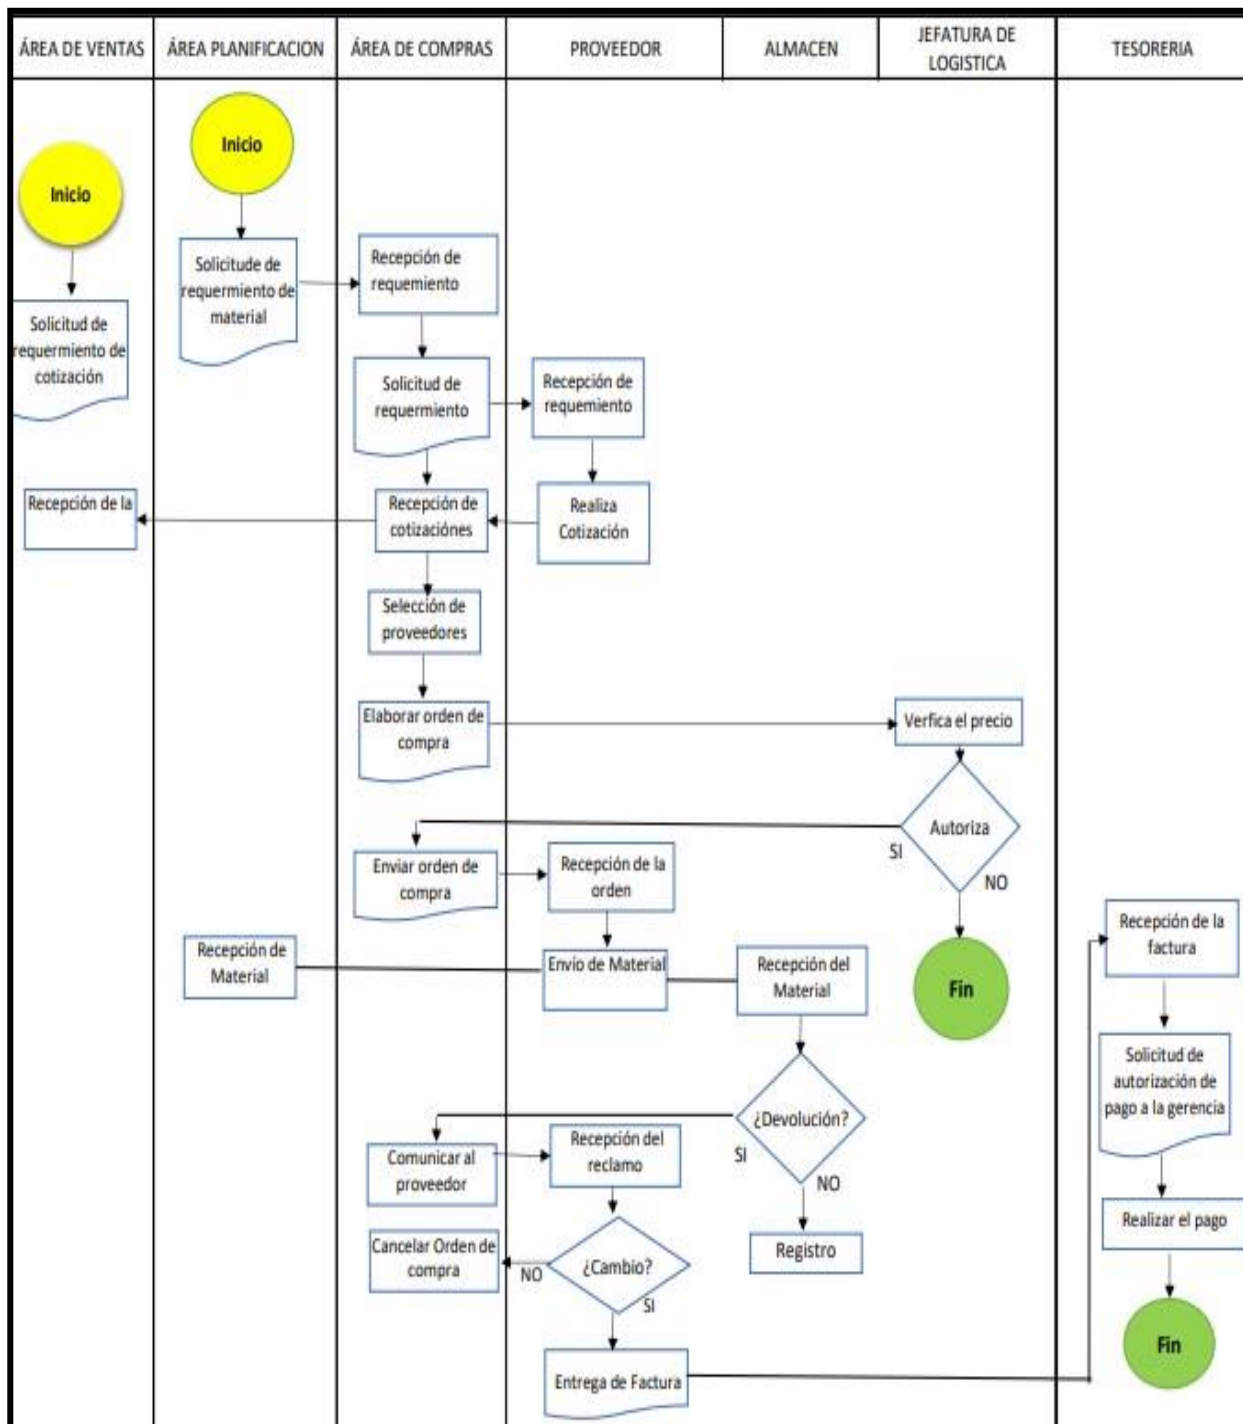 ÁREA DE VENTAS
ÁREA PLANIFICACION
ÁREA DE COMPRAS
PROVEEDOR
ALMACEN
JEFATURA DE
LOGISTICA
TESORERIA
Inicio
Inicio
Solicitud de
requermiento de
cotización
Solicitude de
requermiento de
material
Recepción de
requemiento
Solicitud de
requermiento
Recepción de
requemiento
Recepción de la
Recepción de
cotizaciónes
Realiza
Cotización
Selección de
proveedores
Elaborar orden de
compra
Verfica el precio
Autoriza
SI
NO
Enviar orden de
compra
Recepción de la
orden
Recepción de
Material
Envío de Material
Recepción del
Material
Fin
Recepción de la
factura
Solicitud de
autorización de
pago a la gerencia
¿Devolución?
SI
NO
Comunicar al
proveedor
Recepción del
reclamo
Realizar el pago
Cancelar Orden de
compra
NO
¿Cambio?
SI
Registro
Fin
Entrega de Factura